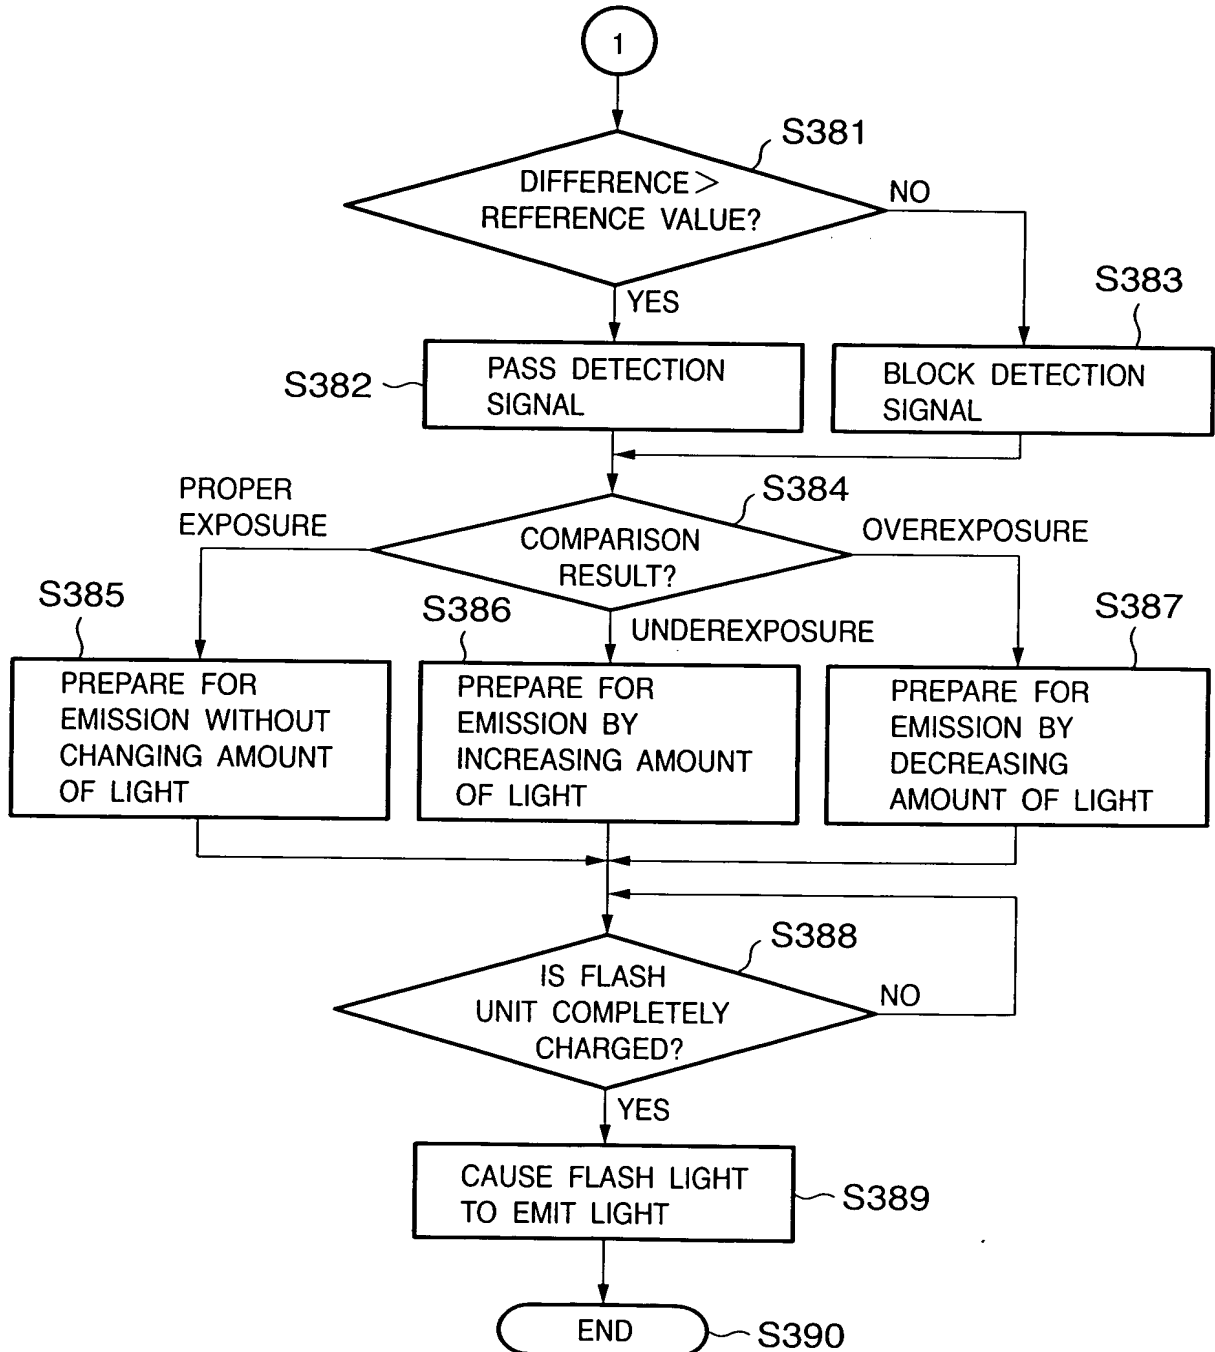 1
S381
DIFFERENCE>
REFERENCE VALUE?
NO
YES
S383
S382
PASS DETECTION
SIGNAL
BLOCK DETECTION
SIGNAL
S384
PROPER
EXPOSURE
COMPARISON
RESULT?
OVEREXPOSURE
UNDEREXPOSURE
S385
PREPARE FOR
EMISSION WITHOUT
CHANGING AMOUNT
OF LIGHT
S386
PREPARE FOR
EMISSION BY
INCREASING AMOUNT
OF LIGHT
S387
PREPARE FOR
EMISSION BY
DECREASING
AMOUNT OF LIGHT
S388
IS FLASH
UNIT COMPLETELY
CHARGED?
NO
YES
CAUSE FLASH LIGHT
TO EMIT LIGHT
S389
END
S390